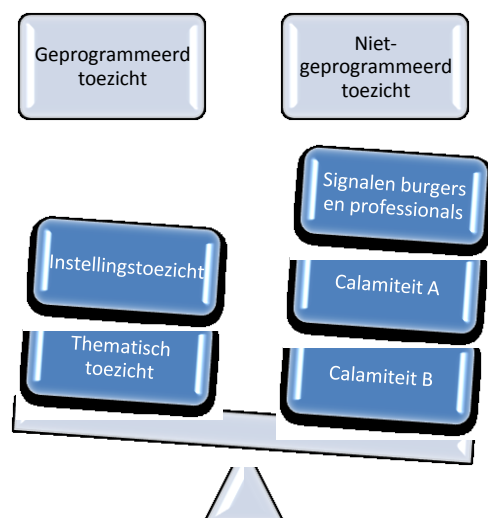 Geprogrammeerd
toezicht
Niet-
geprogrammeerd
toezicht
Signalen burgers
en professionals
Instellingstoezicht
Calamiteit A
Thematisch
toezicht
Calamiteit B